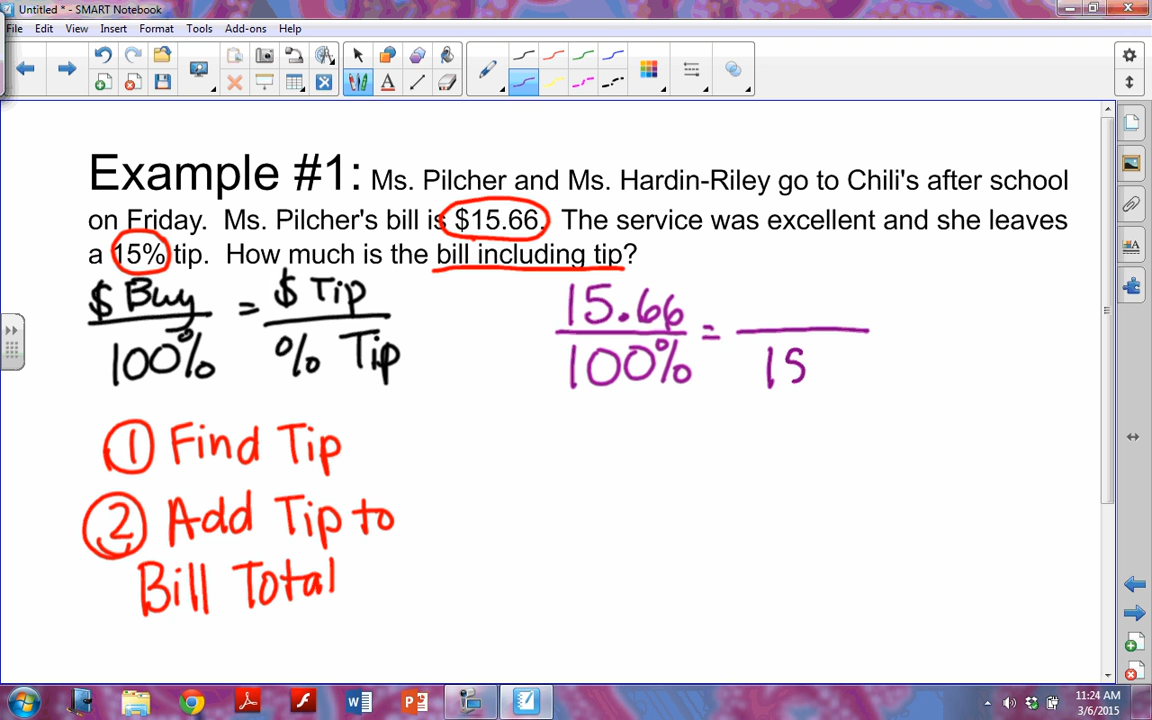 Untitled * - SMART Notebook
File Edit View Insert Format Tools Add-ons Help
Example #1: Ms. Pilcher and Ms. Hardin-Riley go to Chili's after school
on Friday. Ms. Pilcher's bill is $15.66. The service was excellent and she leaves
a 15% tip. How much is the bill including tip?
$ Buy = $ Tip
100% % Tip
15.66 =
100% 15
① Find Tip
② Add Tip to
Bill Total
11:24 AM
3/6/2015